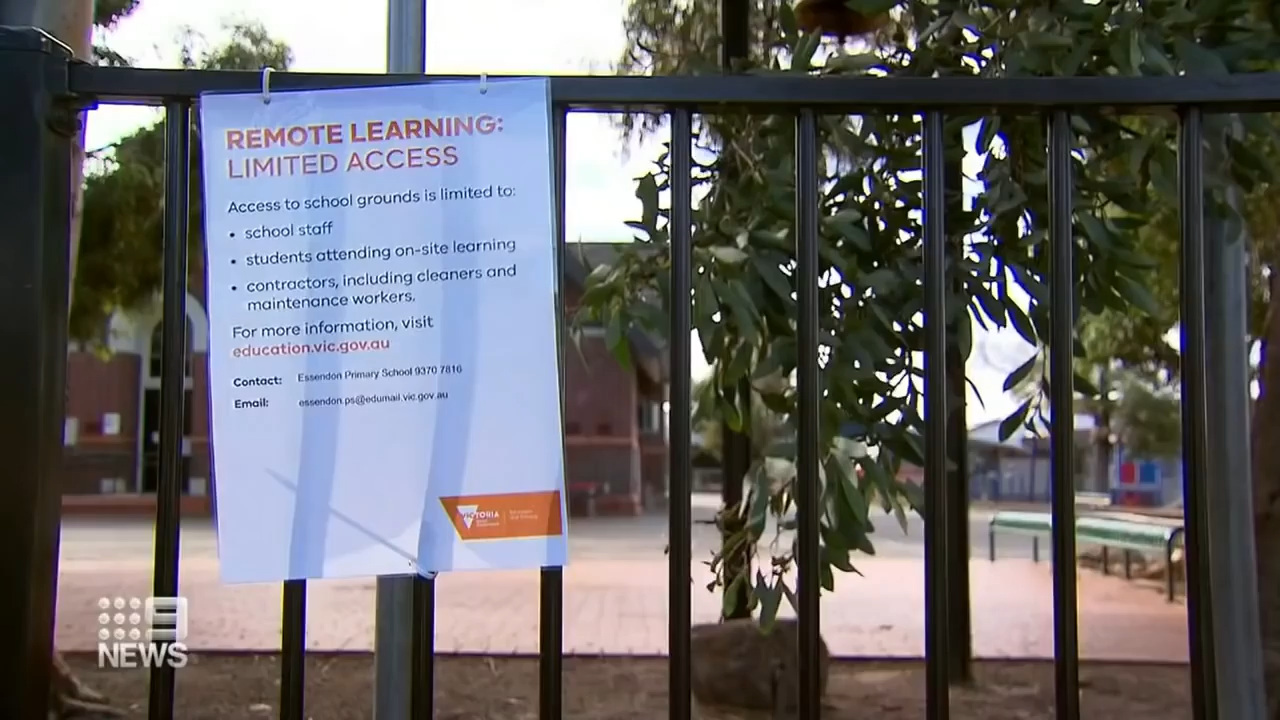 REMOTE LEARNING:
LIMITED ACCESS
Access to school grounds is limited to:
• school staff
• students attending on-site learning
• contractors, including cleaners and
maintenance workers.
For more information, visit
education.vic.gov.au
Contact: Essendon Primary School 9370 7816
Email: essendon.ps@edumail.vic.gov.au
VICTORIA
9
NEWS